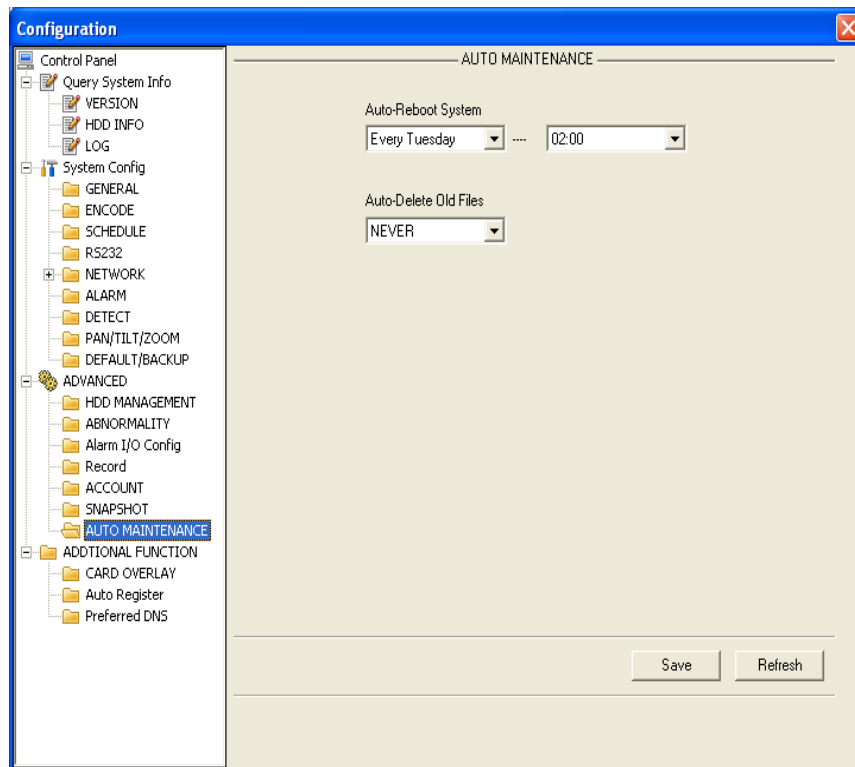 Configuration
Control Panel
Query System Info
VERSION
HDD INFO
LOG
System Config
GENERAL
ENCODE
SCHEDULE
RS232
NETWORK
ALARM
DETECT
PAN/TILT/ZOOM
DEFAULT/BACKUP
ADVANCED
HDD MANAGEMENT
ABNORMALITY
Alarm I/O Config
Record
ACCOUNT
SNAPSHOT
AUTO MAINTENANCE
ADDTIONAL FUNCTION
CARD OVERLAY
Auto Register
Preferred DNS
AUTO MAINTENANCE
Auto-Reboot System
Every Tuesday ---- 02:00
Auto-Delete Old Files
NEVER
Save Refresh